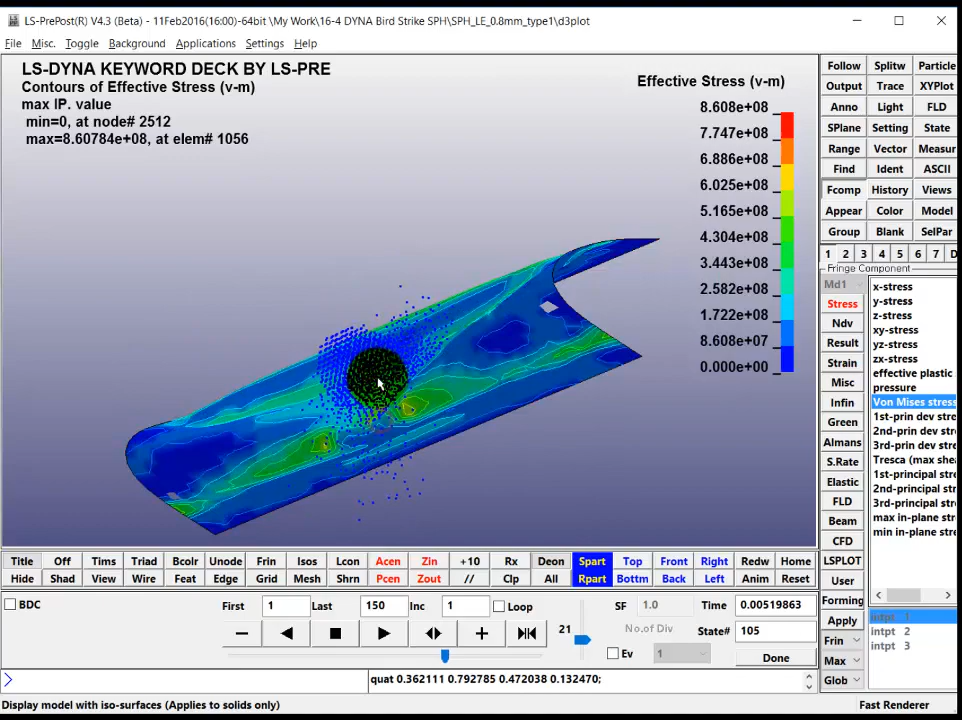 LS-PrePost(R) V4.3 (Beta) - 11Feb2016(16:00)-64bit \My Work\16-4 DYNA Bird Strike SPH\SPH_LE_0.8mm_type1\d3plot
File Misc. Toggle Background Applications Settings Help
LS-DYNA KEYWORD DECK BY LS-PRE
Contours of Effective Stress (v-m)
max IP. value
min=0, at node# 2512
max=8.60784e+08, at elem# 1056
Effective Stress (v-m)
8.608e+08
7.747e+08
6.886e+08
6.025e+08
5.165e+08
4.304e+08
3.443e+08
2.582e+08
1.722e+08
8.608e+07
0.000e+00
Follow Splitw Particle
Output Trace XYPlot
Anno Light FLD
SPlane Setting State
Range Vector Measur
Find Ident ASCII
Fcomp History Views
Appear Color Model
Group Blank SelPar
1 2 3 4 5 6 7 D
Fringe Component
Md1
Stress
Ndv
Result
Strain
Misc
Infin
Green
Almans
S.Rate
Elastic
FLD
Beam
CFD
LSPLOT
User
Forming
Apply
Frin
Max
Glob
x-stress
y-stress
z-stress
xy-stress
yz-stress
zx-stress
effective plastic
pressure
Von Mises stress
1st-prin dev stre
2nd-prin dev str
3rd-prin dev stre
Tresca (max shea
1st-principal stre
2nd-principal str
3rd-principal stre
max in-plane str
min in-plane stre
intpt 1
intpt 2
intpt 3
Title Off Tims Triad Bcolr Unode Frin Isos Lcon Acen Zin +10 Rx Deon Spart Top Front Right Redw Home
Hide Shad View Wire Feat Edge Grid Mesh Shrn Pcen Zout // Clp All Rpart Bottm Back Left Anim Reset
BDC First 1 Last 150 Inc 1 Loop SF 1.0 Time 0.00519863
21 No.of Div State# 105
Ev 1 Done
> quat 0.362111 0.792785 0.472038 0.132470;
Display model with iso-surfaces (Applies to solids only) Fast Renderer